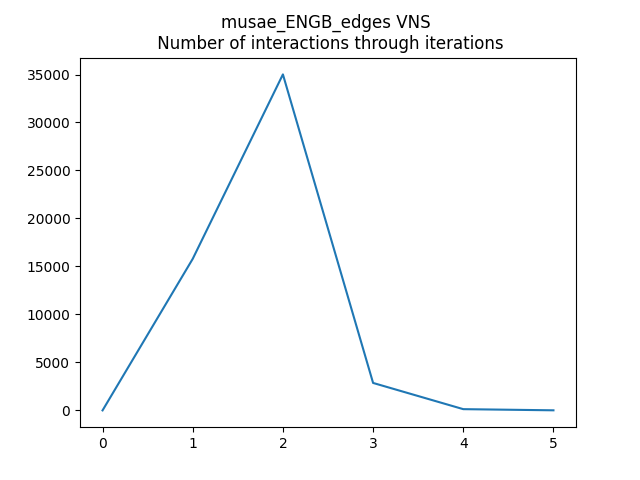 musae_ENGB_edges VNS
Number of interactions through iterations
35000
30000
25000
20000
15000
10000
5000
0
0 1 2 3 4 5